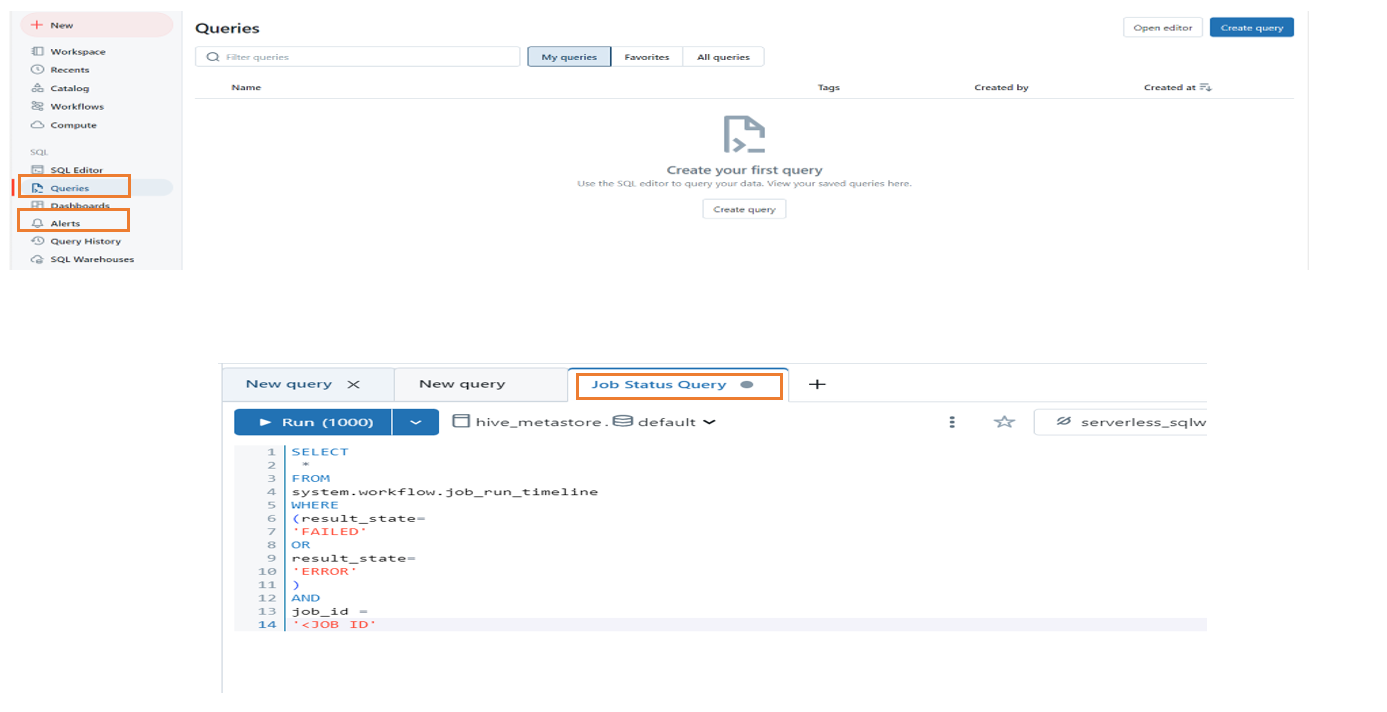 New
Workspace
Recents
Catalog
Workflows
Compute
SQL
SQL Editor
Queries
Dashboards
Alerts
Query History
SQL Warehouses
Queries
Open editor
Create query
Filter queries
My queries
Favorites
All queries
Name
Tags
Created by
Created at
Create your first query
Use the SQL editor to query your data. View your saved queries here.
Create query
New query
New query
Job Status Query
Run (1000)
hive_metastore.
default
serverless_sqlw
1 SELECT
2 *
3 FROM
4 system.workflow.job_run_timeline
5 WHERE
6 (result_state=
7 'FAILED'
8 OR
9 result_state=
10 'ERROR'
11 )
12 AND
13 job_id =
14 '<JOB ID'